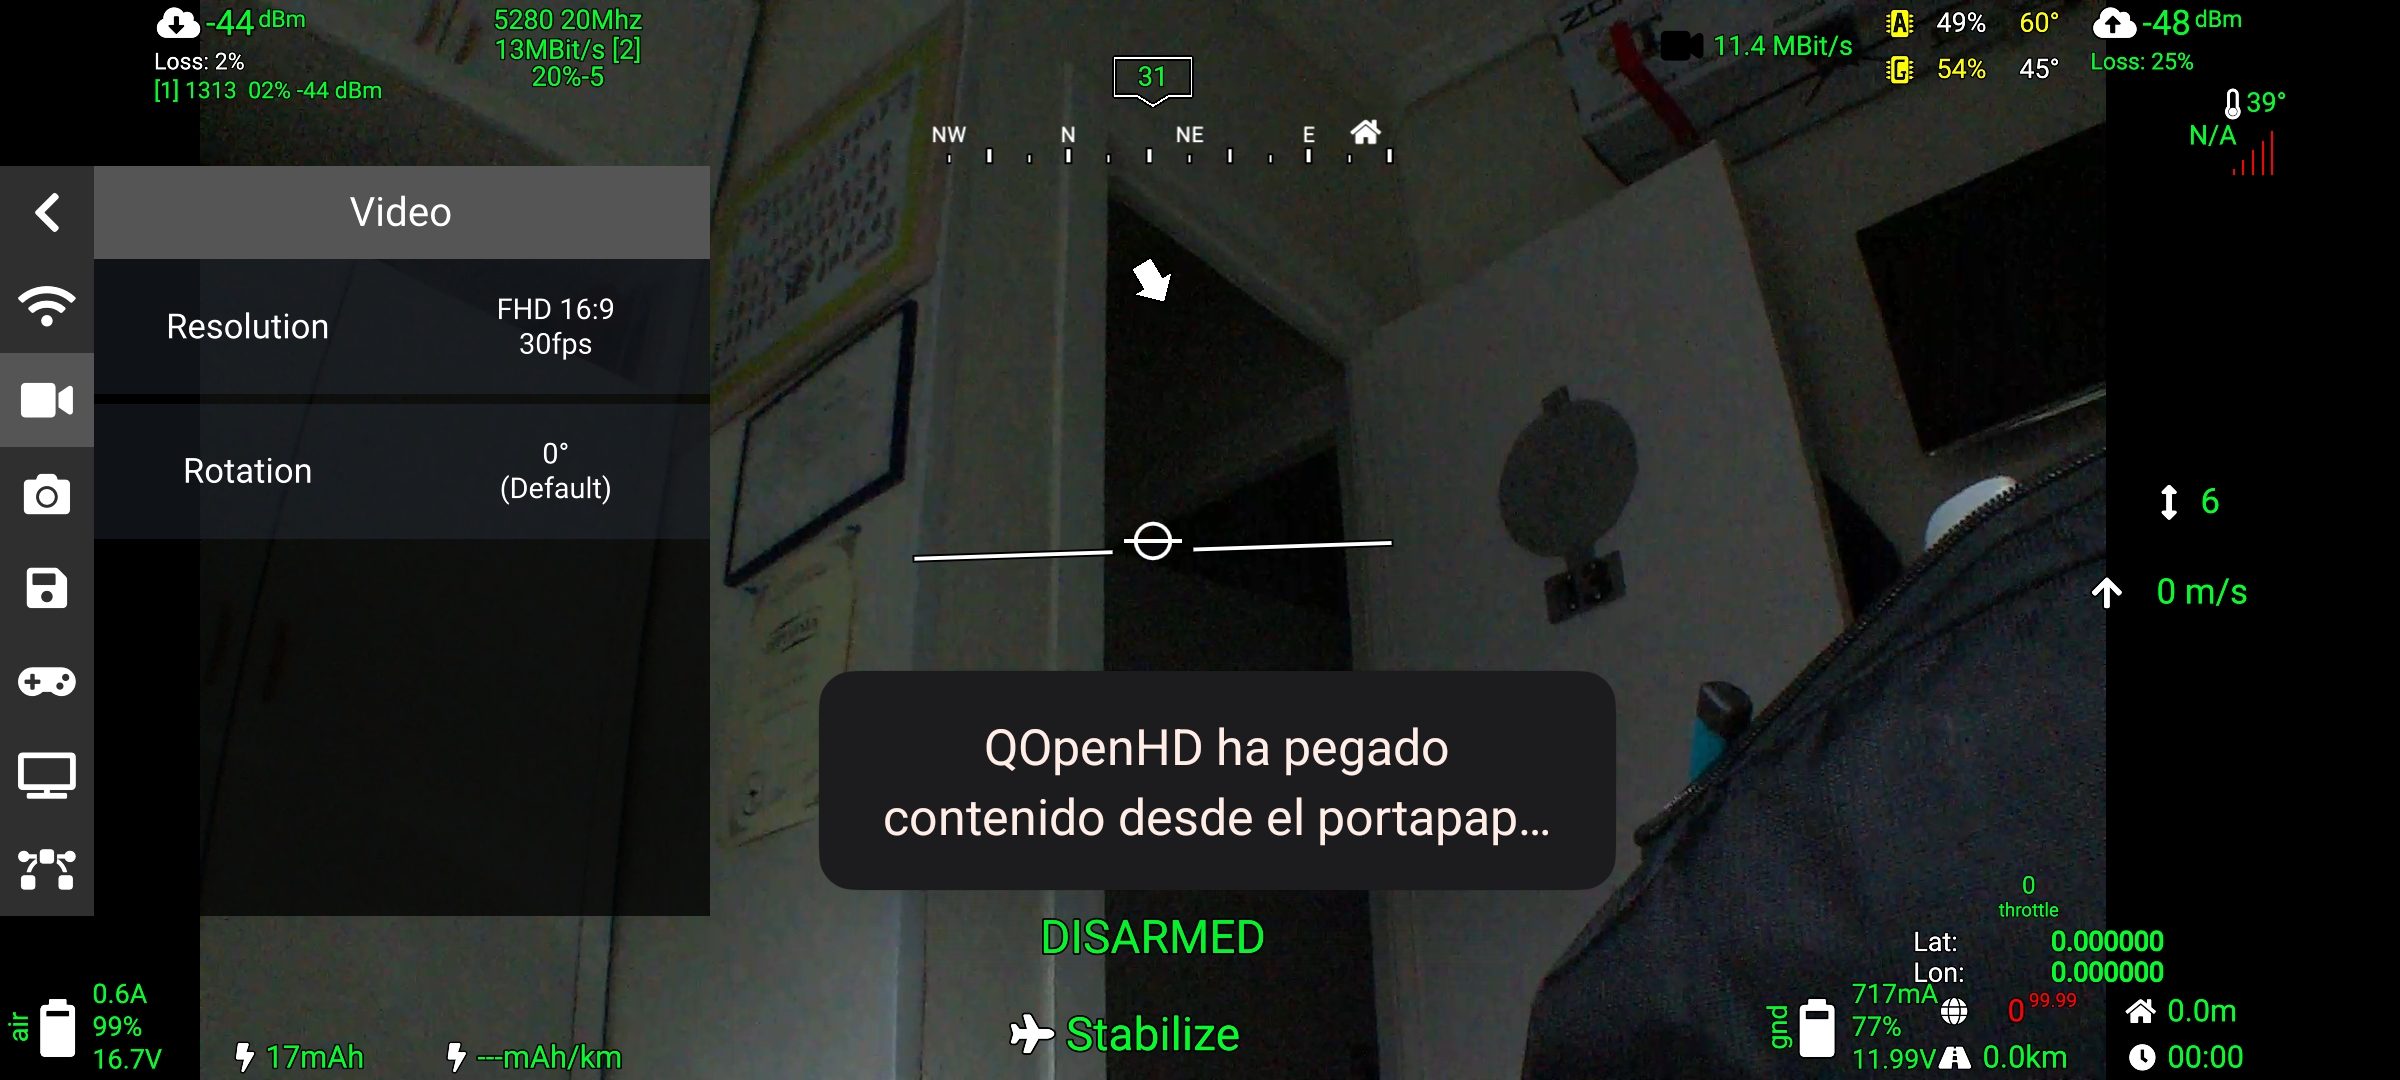 -44 dBm
Loss: 2%
[1] 1313 02% -44 dBm
5280 20Mhz
13MBit/s [2]
20%-5
31
NW N NE E
11.4 MBit/s
A 49% 60°
G 54% 45°
-48 dBm
Loss: 25%
39°
N/A
Video
Resolution
FHD 16:9
30fps
Rotation
0°
(Default)
6
0 m/s
QOpenHD ha pegado
contenido desde el portapap...
DISARMED
Stabilize
0
throttle
Lat: 0.000000
Lon: 0.000000
air
0.6A
99%
16.7V
17mAh
---mAh/km
gnd
717mA
77%
11.99V
0 99.99
0.0km
0.0m
00:00